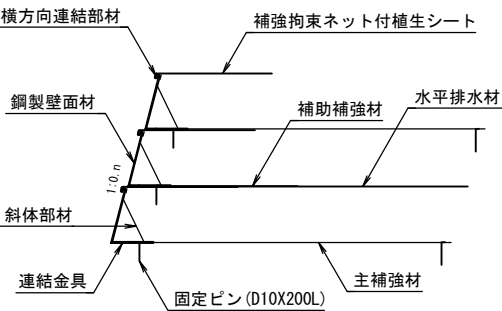 横方向連結部材
補強拘束ネット付植生シート
鋼製壁面材
補助補強材
水平排水材
1:0.n
斜体部材
連結金具
主補強材
固定ピン(D10X200L)